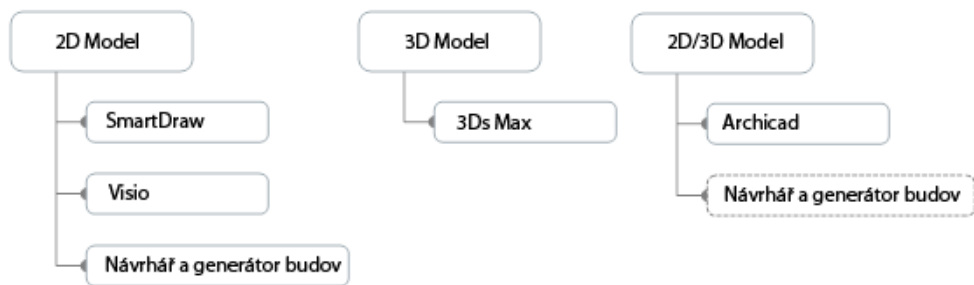 2D Model
SmartDraw
Visio
Návrhář a generátor budov
3D Model
3Ds Max
2D/3D Model
Archicad
Návrhář a generátor budov